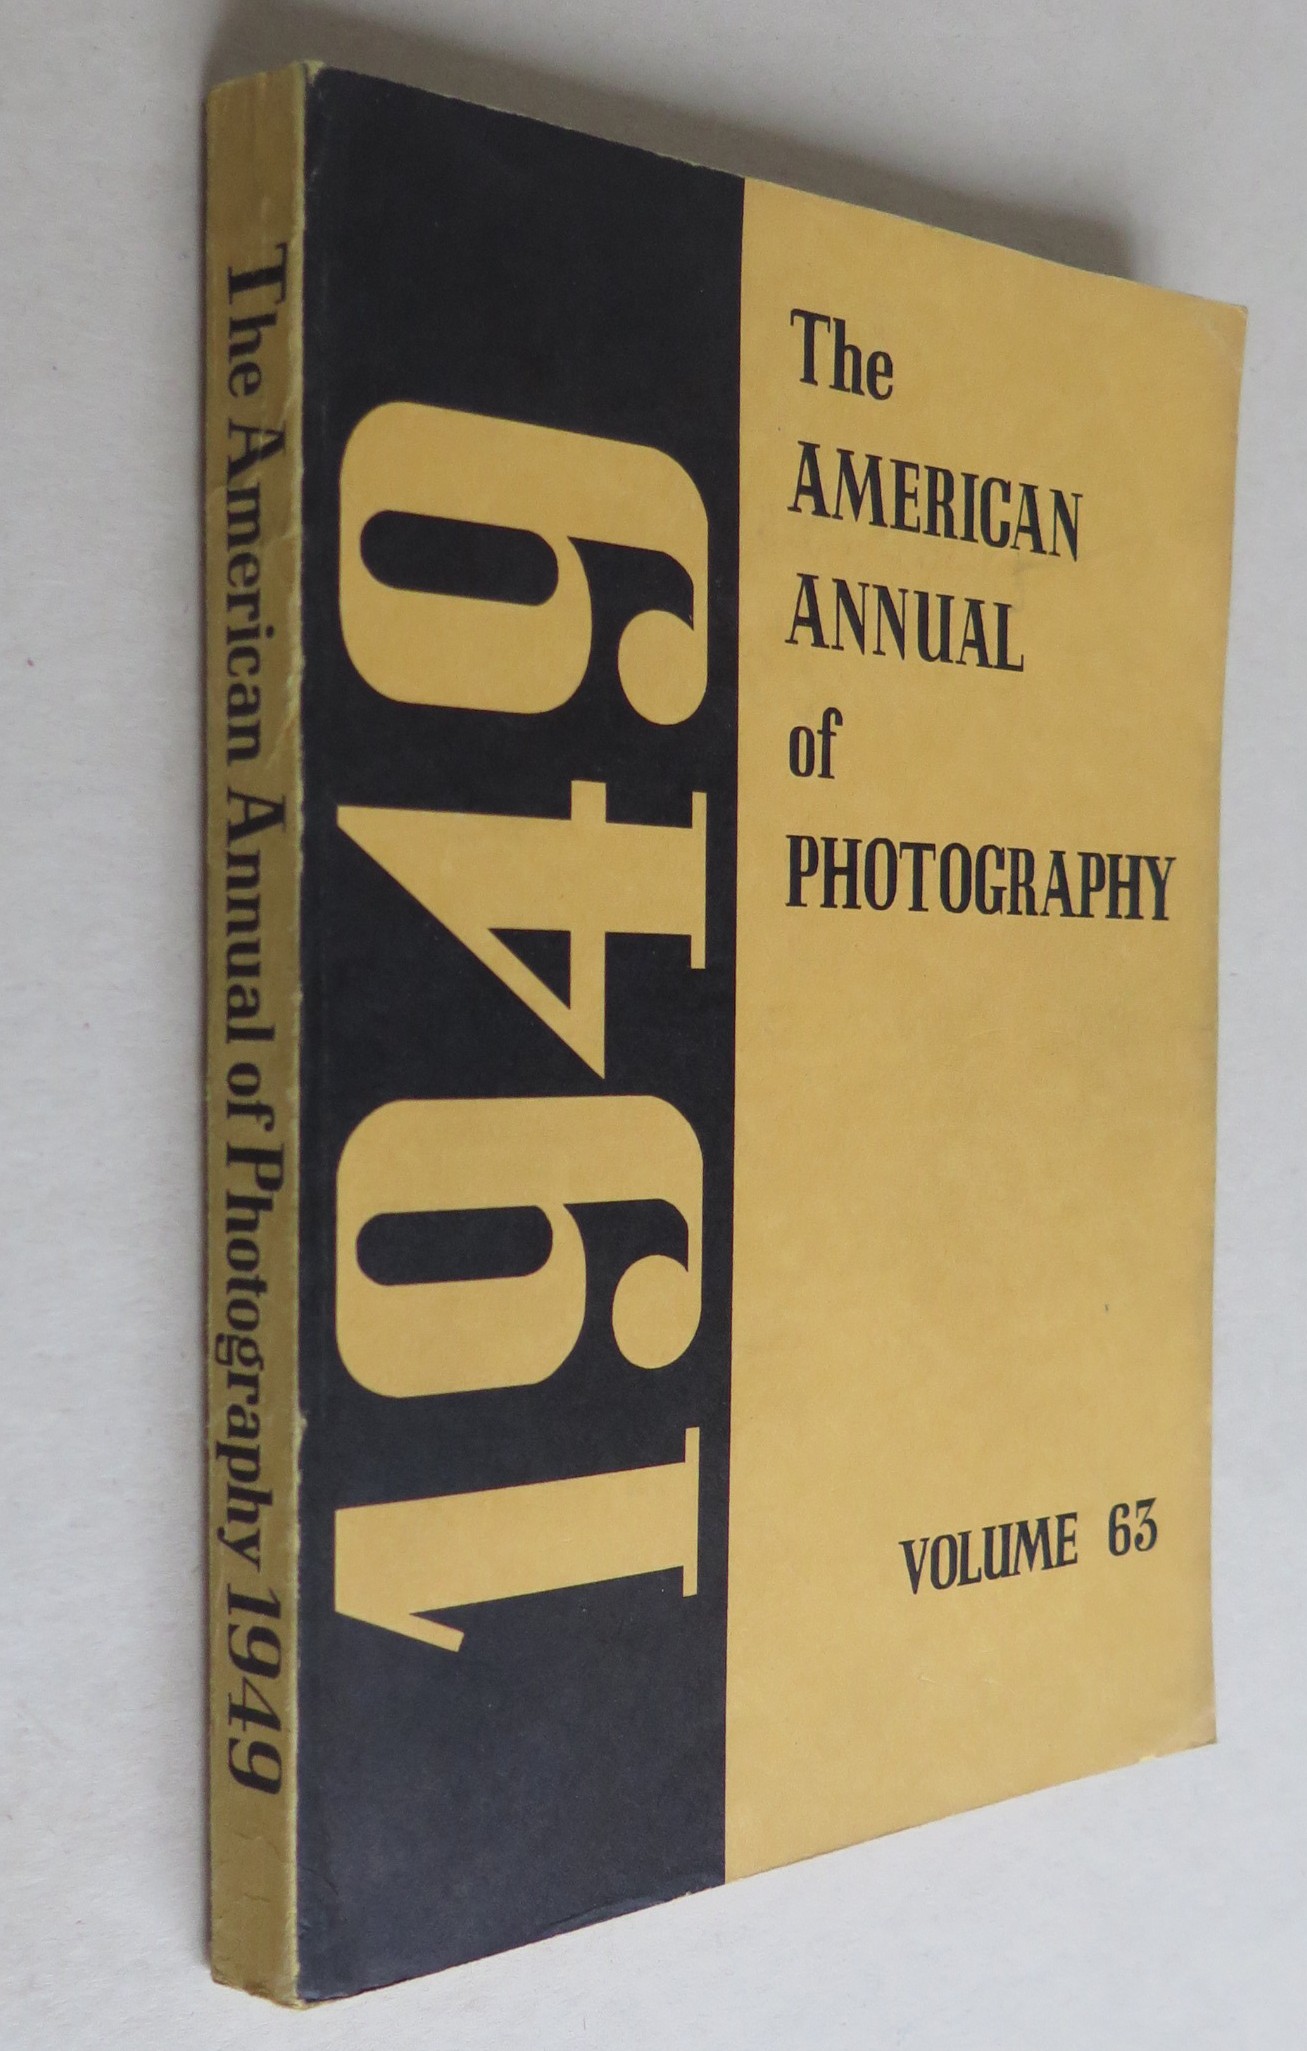 The American Annual of Photography 1949
1949
The
AMERICAN
ANNUAL
of
PHOTOGRAPHY
VOLUME 63